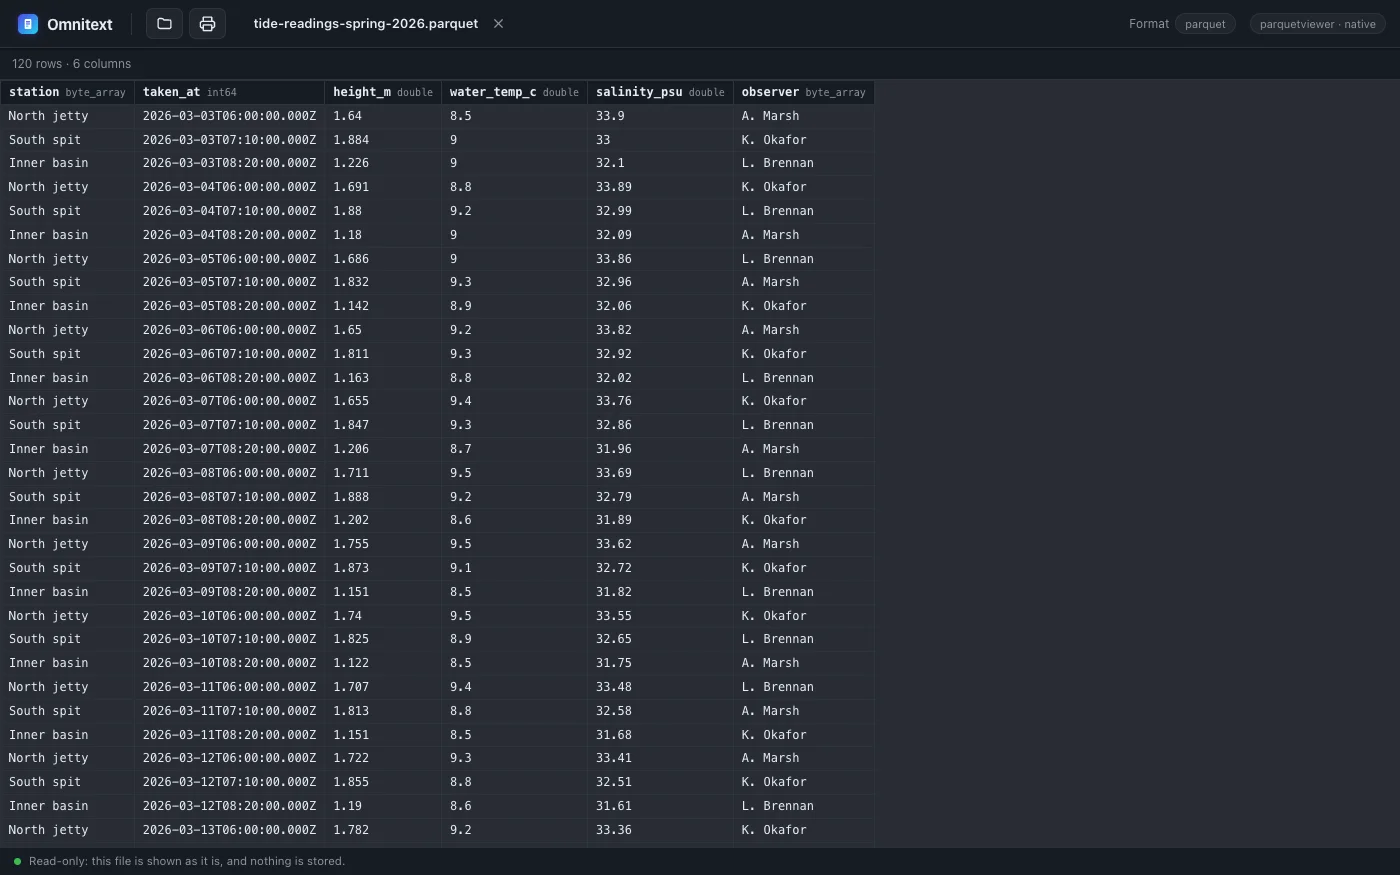 Omnitext tide-readings-spring-2026.parquet Format parquet parquetviewer · native
120 rows · 6 columns
station byte_array taken_at int64 height_m double water_temp_c double salinity_psu double observer byte_array
North jetty 2026-03-03T06:00:00.000Z 1.64 8.5 33.9 A. Marsh
South spit 2026-03-03T07:10:00.000Z 1.884 9 33 K. Okafor
Inner basin 2026-03-03T08:20:00.000Z 1.226 9 32.1 L. Brennan
North jetty 2026-03-04T06:00:00.000Z 1.691 8.8 33.89 K. Okafor
South spit 2026-03-04T07:10:00.000Z 1.88 9.2 32.99 L. Brennan
Inner basin 2026-03-04T08:20:00.000Z 1.18 9 32.09 A. Marsh
North jetty 2026-03-05T06:00:00.000Z 1.686 9 33.86 L. Brennan
South spit 2026-03-05T07:10:00.000Z 1.832 9.3 32.96 A. Marsh
Inner basin 2026-03-05T08:20:00.000Z 1.142 8.9 32.06 K. Okafor
North jetty 2026-03-06T06:00:00.000Z 1.65 9.2 33.82 A. Marsh
South spit 2026-03-06T07:10:00.000Z 1.811 9.3 32.92 K. Okafor
Inner basin 2026-03-06T08:20:00.000Z 1.163 8.8 32.02 L. Brennan
North jetty 2026-03-07T06:00:00.000Z 1.655 9.4 33.76 K. Okafor
South spit 2026-03-07T07:10:00.000Z 1.847 9.3 32.86 L. Brennan
Inner basin 2026-03-07T08:20:00.000Z 1.206 8.7 31.96 A. Marsh
North jetty 2026-03-08T06:00:00.000Z 1.711 9.5 33.69 L. Brennan
South spit 2026-03-08T07:10:00.000Z 1.888 9.2 32.79 A. Marsh
Inner basin 2026-03-08T08:20:00.000Z 1.202 8.6 31.89 K. Okafor
North jetty 2026-03-09T06:00:00.000Z 1.755 9.5 33.62 A. Marsh
South spit 2026-03-09T07:10:00.000Z 1.873 9.1 32.72 K. Okafor
Inner basin 2026-03-09T08:20:00.000Z 1.151 8.5 31.82 L. Brennan
North jetty 2026-03-10T06:00:00.000Z 1.74 9.5 33.55 K. Okafor
South spit 2026-03-10T07:10:00.000Z 1.825 8.9 32.65 L. Brennan
Inner basin 2026-03-10T08:20:00.000Z 1.122 8.5 31.75 A. Marsh
North jetty 2026-03-11T06:00:00.000Z 1.707 9.4 33.48 L. Brennan
South spit 2026-03-11T07:10:00.000Z 1.813 8.8 32.58 A. Marsh
Inner basin 2026-03-11T08:20:00.000Z 1.151 8.5 31.68 K. Okafor
North jetty 2026-03-12T06:00:00.000Z 1.722 9.3 33.41 A. Marsh
South spit 2026-03-12T07:10:00.000Z 1.855 8.8 32.51 K. Okafor
Inner basin 2026-03-12T08:20:00.000Z 1.19 8.6 31.61 L. Brennan
North jetty 2026-03-13T06:00:00.000Z 1.782 9.2 33.36 K. Okafor
Read-only: this file is shown as it is, and nothing is stored.